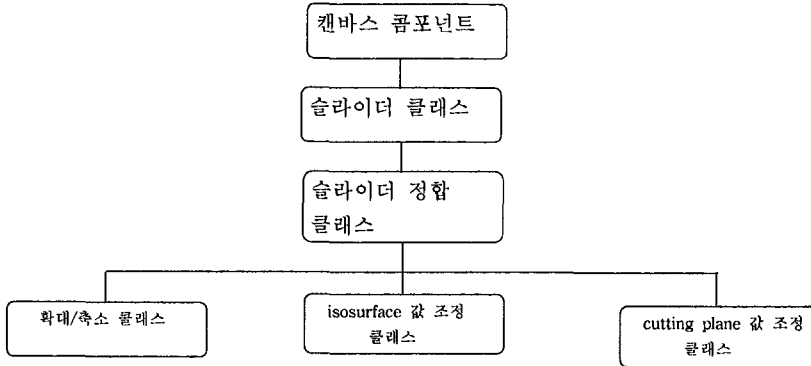 캔바스 콤포넌트
슬라이더 클래스
슬라이더 정합
클래스
확대/축소 클래스
isosurface 값 조정
클래스
cutting plane 값 조정
클래스